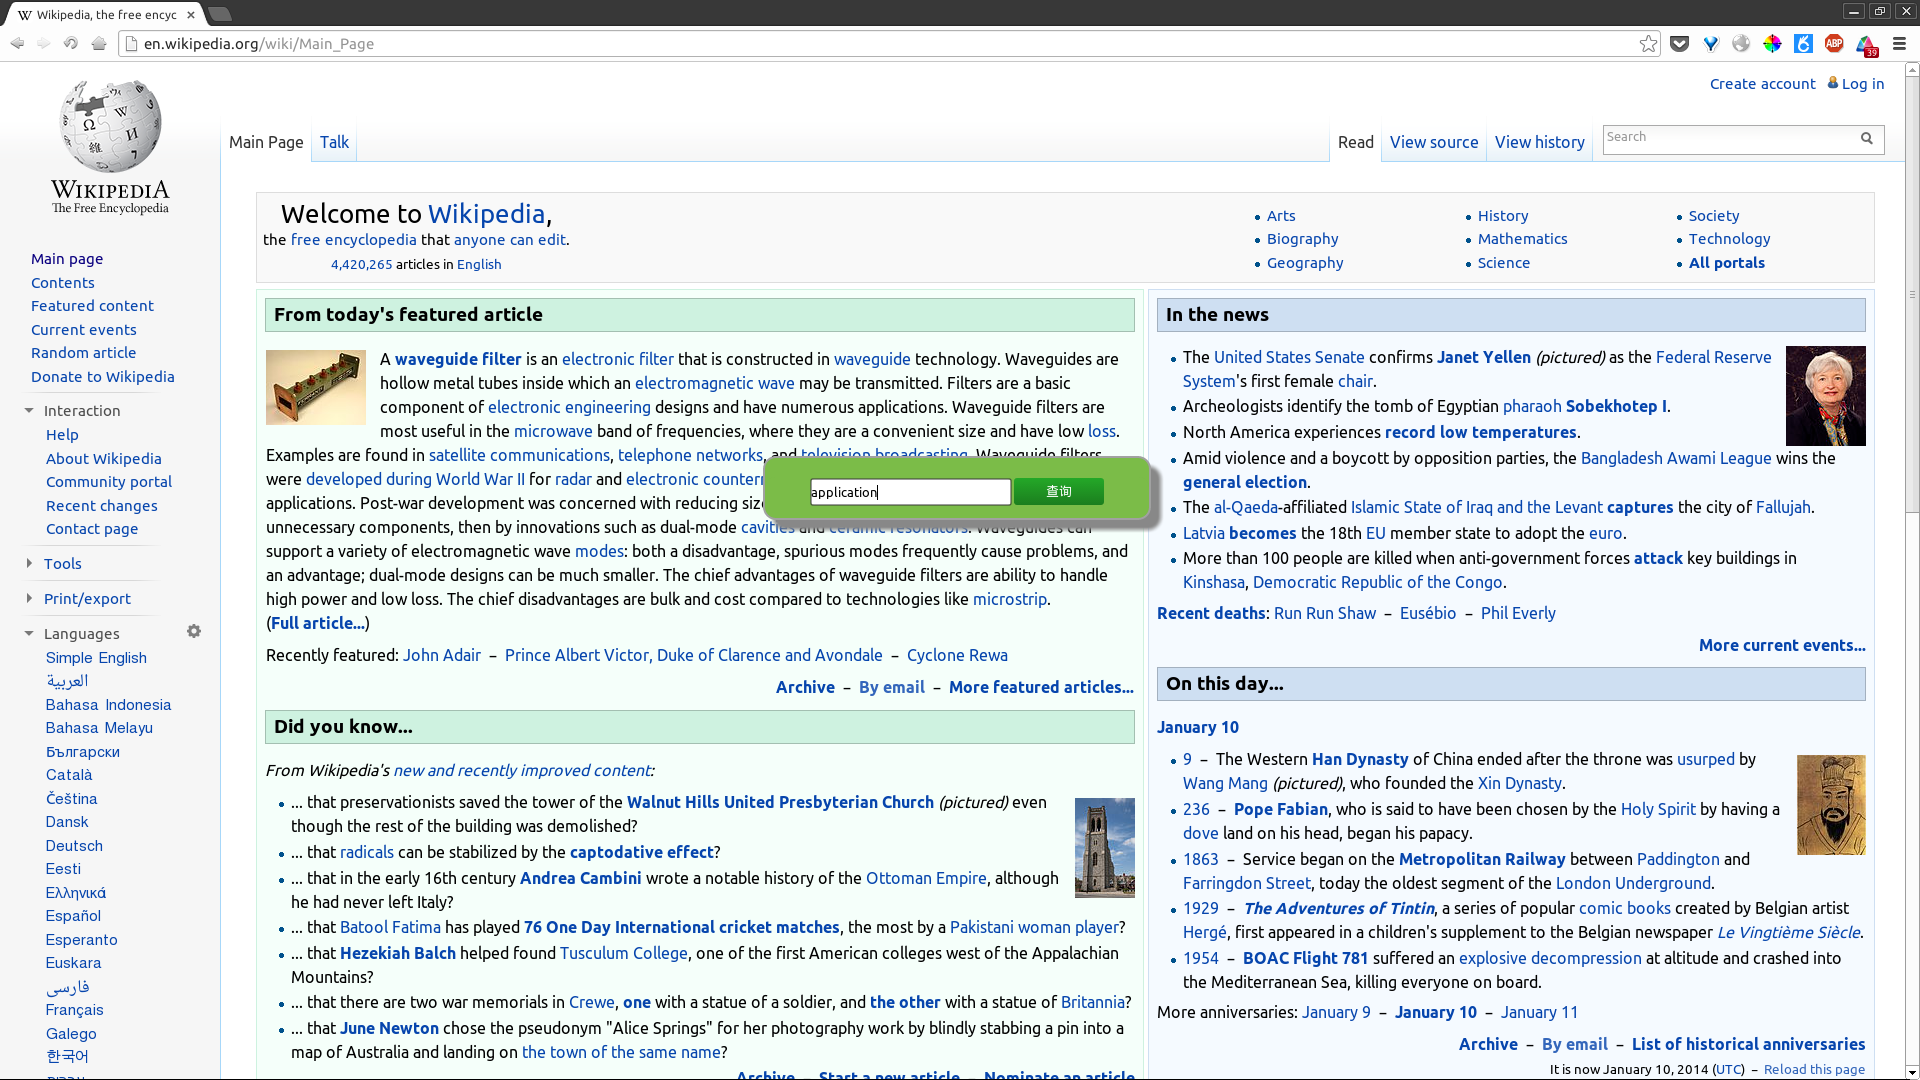 Wikipedia, the free encyc
en.wikipedia.org/wiki/Main_Page
ABP
39
Create account Log in
Main Page Talk Read View source View history Search
WIKIPEDIA
The Free Encyclopedia
Main page
Contents
Featured content
Current events
Random article
Donate to Wikipedia
Interaction
Help
About Wikipedia
Community portal
Recent changes
Contact page
Tools
Print/export
Languages
Simple English
العربية
Bahasa Indonesia
Bahasa Melayu
Български
Català
Čeština
Dansk
Deutsch
Eesti
Ελληνικά
Español
Esperanto
Euskara
فارسی
Français
Galego
한국어
Welcome to Wikipedia,
the free encyclopedia that anyone can edit.
4,420,265 articles in English
Arts
Biography
Geography
History
Mathematics
Science
Society
Technology
All portals
From today's featured article
A waveguide filter is an electronic filter that is constructed in waveguide technology. Waveguides are
hollow metal tubes inside which an electromagnetic wave may be transmitted. Filters are a basic
component of electronic engineering designs and have numerous applications. Waveguide filters are
most useful in the microwave band of frequencies, where they are a convenient size and have low loss.
Examples are found in satellite communications, telephone networks, and television broadcasting. Waveguide filters
were developed during World War II for radar and electronic counter
applications. Post-war development was concerned with reducing
unnecessary components, then by innovations such as dual-mode cavities and ceramic resonators. Waveguides can
support a variety of electromagnetic wave modes: both a disadvantage, spurious modes frequently cause problems, and
an advantage; dual-mode designs can be much smaller. The chief advantages of waveguide filters are ability to handle
high power and low loss. The chief disadvantages are bulk and cost compared to technologies like microstrip.
(Full article...)
Recently featured: John Adair – Prince Albert Victor, Duke of Clarence and Avondale – Cyclone Rewa
Archive – By email – More featured articles...
application 查询
Did you know...
From Wikipedia's new and recently improved content:
... that preservationists saved the tower of the Walnut Hills United Presbyterian Church (pictured) even
though the rest of the building was demolished?
... that radicals can be stabilized by the captodative effect?
... that in the early 16th century Andrea Cambini wrote a notable history of the Ottoman Empire, although
he had never left Italy?
... that Batool Fatima has played 76 One Day International cricket matches, the most by a Pakistani woman player?
... that Hezekiah Balch helped found Tusculum College, one of the first American colleges west of the Appalachian
Mountains?
... that there are two war memorials in Crewe, one with a statue of a soldier, and the other with a statue of Britannia?
... that June Newton chose the pseudonym "Alice Springs" for her photography work by blindly stabbing a pin into a
map of Australia and landing on the town of the same name?
Archive – Start a new article – Nominate an article
In the news
The United States Senate confirms Janet Yellen (pictured) as the Federal Reserve
System's first female chair.
Archeologists identify the tomb of Egyptian pharaoh Sobekhotep I.
North America experiences record low temperatures.
Amid violence and a boycott by opposition parties, the Bangladesh Awami League wins the
general election.
The al-Qaeda-affiliated Islamic State of Iraq and the Levant captures the city of Fallujah.
Latvia becomes the 18th EU member state to adopt the euro.
More than 100 people are killed when anti-government forces attack key buildings in
Kinshasa, Democratic Republic of the Congo.
Recent deaths: Run Run Shaw – Eusébio – Phil Everly
More current events...
On this day...
January 10
9 – The Western Han Dynasty of China ended after the throne was usurped by
Wang Mang (pictured), who founded the Xin Dynasty.
236 – Pope Fabian, who is said to have been chosen by the Holy Spirit by having a
dove land on his head, began his papacy.
1863 – Service began on the Metropolitan Railway between Paddington and
Farringdon Street, today the oldest segment of the London Underground.
1929 – The Adventures of Tintin, a series of popular comic books created by Belgian artist
Hergé, first appeared in a children's supplement to the Belgian newspaper Le Vingtième Siècle.
1954 – BOAC Flight 781 suffered an explosive decompression at altitude and crashed into
the Mediterranean Sea, killing everyone on board.
More anniversaries: January 9 – January 10 – January 11
Archive – By email – List of historical anniversaries
It is now January 10, 2014 (UTC) – Reload this page